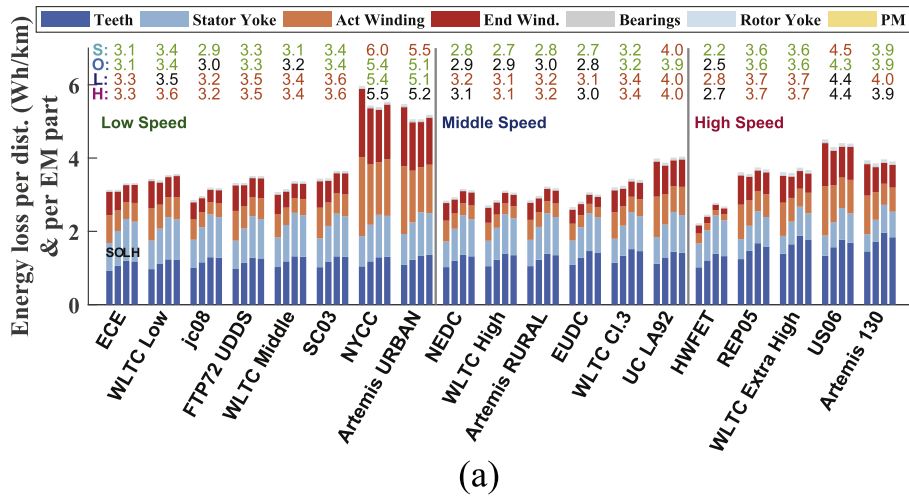 Teeth Stator Yoke Act Winding End Wind. Bearings Rotor Yoke PM
S: 3.1 3.4 2.9 3.3 3.1 3.4 6.0 5.5 2.8 2.7 2.8 2.7 3.2 4.0 2.2 3.6 3.6 4.5 3.9
O: 3.1 3.4 3.0 3.3 3.2 3.4 5.4 5.1 2.9 2.9 3.0 2.8 3.2 3.9 2.5 3.6 3.6 4.3 3.9
L: 3.3 3.5 3.2 3.5 3.4 3.6 5.4 5.1 3.2 3.1 3.2 3.1 3.4 4.0 2.8 3.7 3.7 4.4 4.0
H: 3.3 3.6 3.2 3.5 3.4 3.6 5.5 5.2 3.1 3.1 3.2 3.0 3.4 4.0 2.7 3.7 3.7 4.4 3.9
Low Speed Middle Speed High Speed
Energy loss per dist. (Wh/km)
& per EM part
6
4
2
0
SOLH
ECE
WLTC Low
jc08
FTP72 UDDS
WLTC Middle
SC03
NYCC
Artemis URBAN
NEDC
WLTC High
Artemis RURAL
EUDC
WLTC Cl.3
UC LA92
HWFET
REP05
WLTC Extra High
US06
Artemis 130
(a)